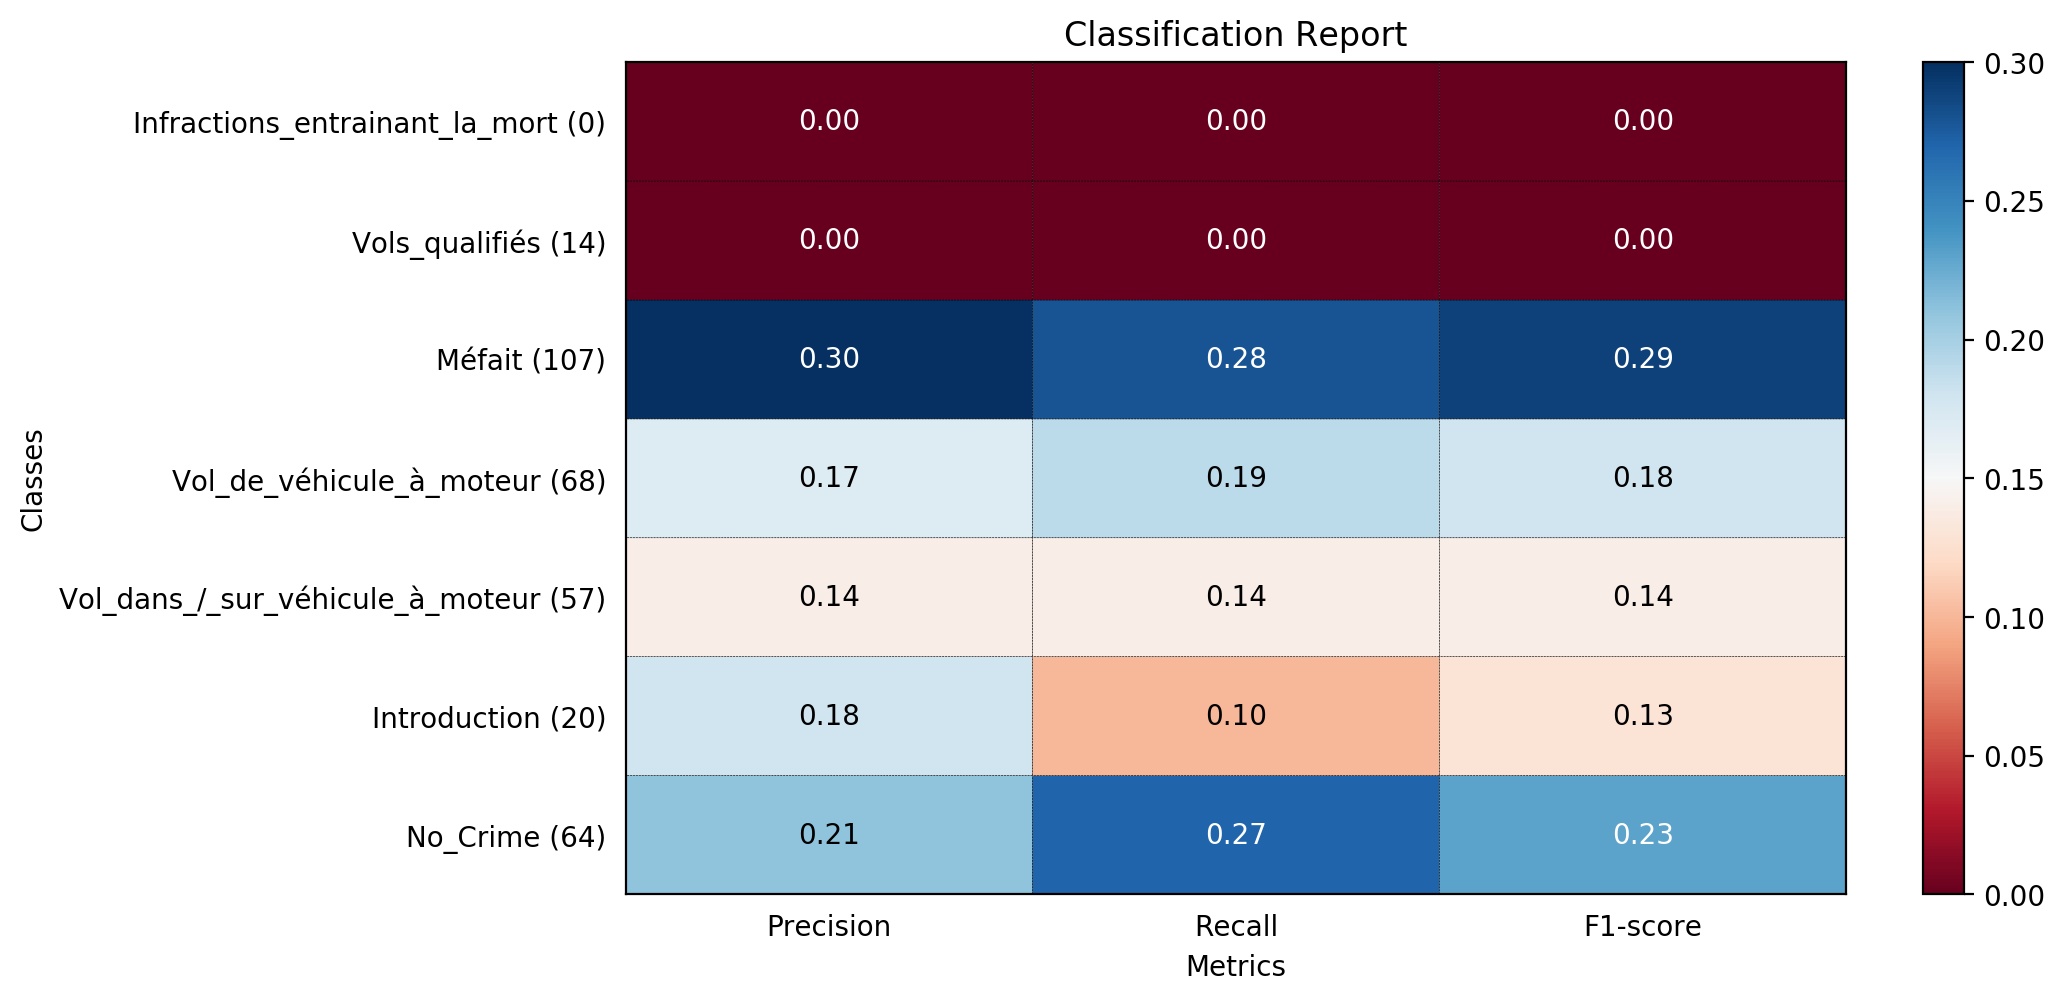 Classification Report
Infractions_entrainant_la_mort (0) 0.00 0.00 0.00
Vols_qualifiés (14) 0.00 0.00 0.00
Méfait (107) 0.30 0.28 0.29
Vol_de_véhicule_à_moteur (68) 0.17 0.19 0.18
Vol_dans_/_sur_véhicule_à_moteur (57) 0.14 0.14 0.14
Introduction (20) 0.18 0.10 0.13
No_Crime (64) 0.21 0.27 0.23
Classes
Precision Recall F1-score
Metrics
0.30
0.25
0.20
0.15
0.10
0.05
0.00